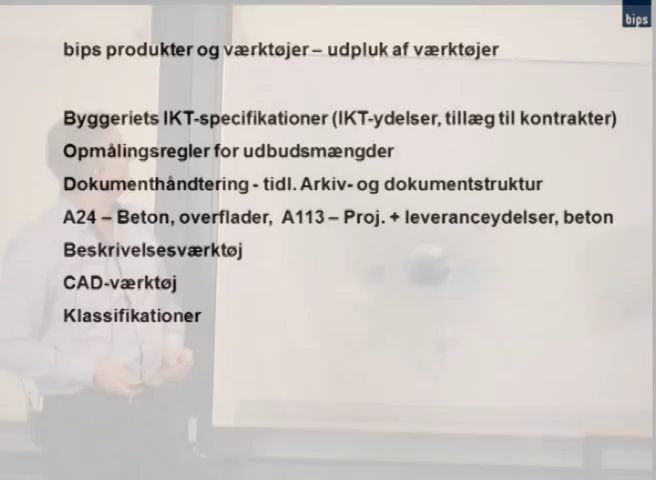 bips
bips produkter og værktøjer – udpluk af værktøjer
Byggeriets IKT-specifikationer (IKT-ydelser, tillæg til kontrakter)
Opmålingsregler for udbudsmængder
Dokumenthåndtering - tidl. Arkiv- og dokumentstruktur
A24 – Beton, overflader, A113 – Proj. + leveranceydelser, beton
Beskrivelsesværktøj
CAD-værktøj
Klassifikationer